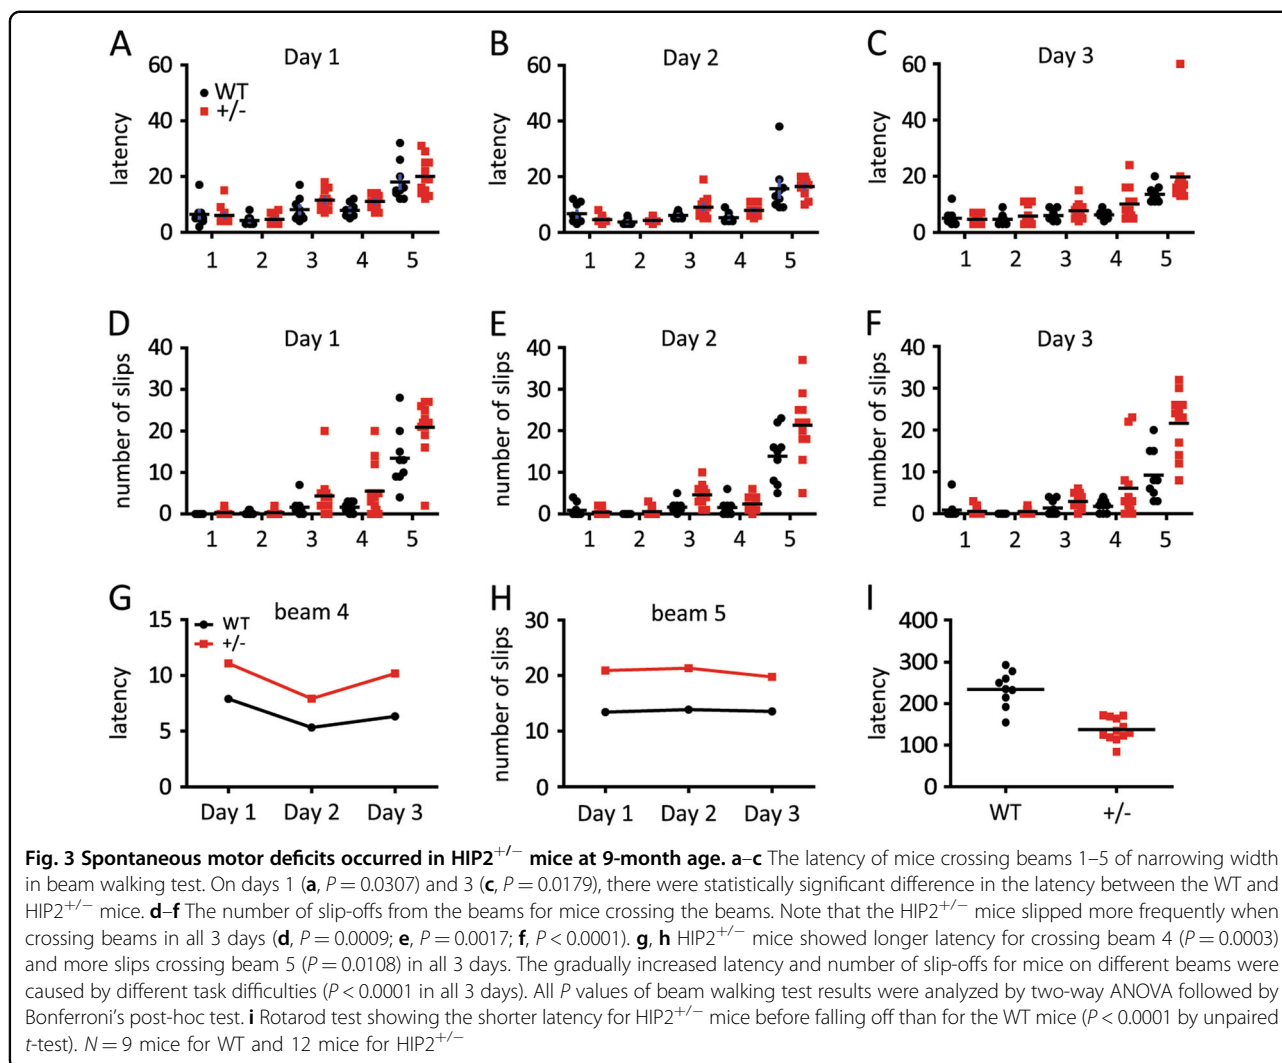 A
Day 1
B
Day 2
C
Day 3
latency
60
40
20
0
WT
+/-
1 2 3 4 5
latency
60
40
20
0
1 2 3 4 5
latency
60
40
20
0
1 2 3 4 5
D
Day 1
E
Day 2
F
Day 3
number of slips
40
30
20
10
0
1 2 3 4 5
number of slips
40
30
20
10
0
1 2 3 4 5
number of slips
40
30
20
10
0
1 2 3 4 5
G
beam 4
H
beam 5
I
latency
15
10
5
0
WT
+/-
Day 1 Day 2 Day 3
number of slips
30
20
10
0
Day 1 Day 2 Day 3
latency
400
300
200
100
0
WT +/-
Fig. 3 Spontaneous motor deficits occurred in HIP2+/− mice at 9-month age. a–c The latency of mice crossing beams 1–5 of narrowing width
in beam walking test. On days 1 (a, P = 0.0307) and 3 (c, P = 0.0179), there were statistically significant difference in the latency between the WT and
HIP2+/− mice. d–f The number of slip-offs from the beams for mice crossing the beams. Note that the HIP2+/− mice slipped more frequently when
crossing beams in all 3 days (d, P = 0.0009; e, P = 0.0017; f, P < 0.0001). g, h HIP2+/− mice showed longer latency for crossing beam 4 (P = 0.0003)
and more slips crossing beam 5 (P = 0.0108) in all 3 days. The gradually increased latency and number of slip-offs for mice on different beams were
caused by different task difficulties (P < 0.0001 in all 3 days). All P values of beam walking test results were analyzed by two-way ANOVA followed by
Bonferroni's post-hoc test. i Rotarod test showing the shorter latency for HIP2+/− mice before falling off than for the WT mice (P < 0.0001 by unpaired
t-test). N = 9 mice for WT and 12 mice for HIP2+/−